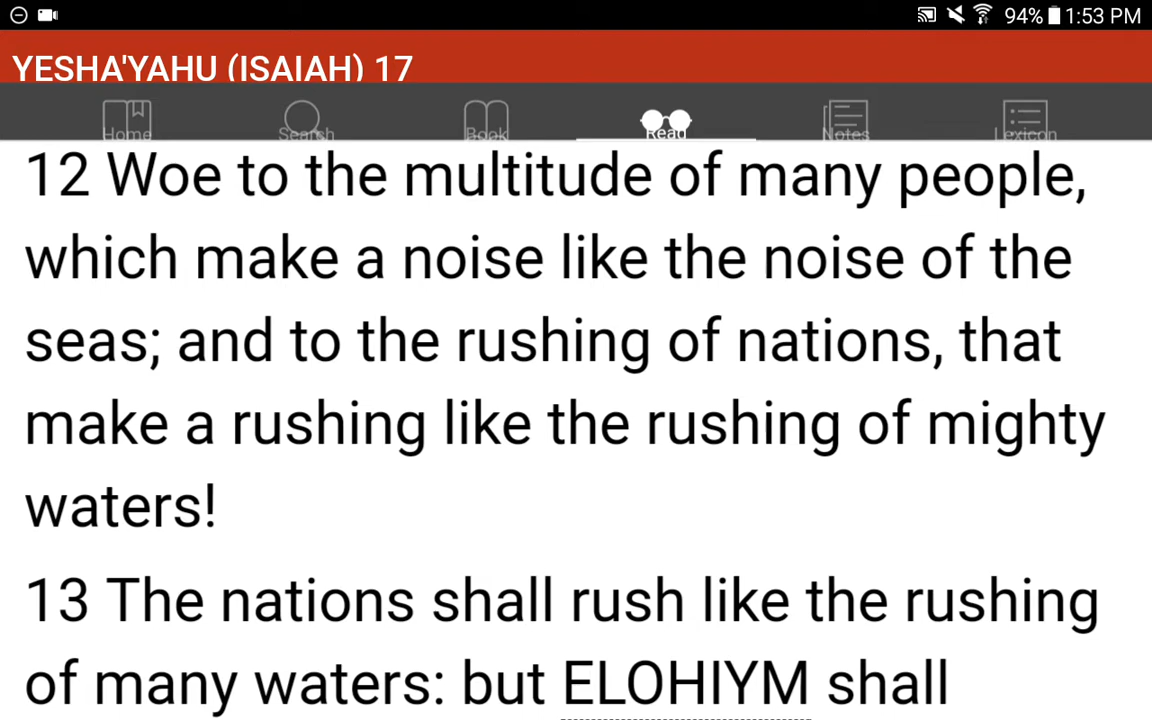 94% 1:53 PM
YESHA'YAHU (ISAIAH) 17
Home Search Book Read Notes Lexicon
12 Woe to the multitude of many people,
which make a noise like the noise of the
seas; and to the rushing of nations, that
make a rushing like the rushing of mighty
waters!
13 The nations shall rush like the rushing
of many waters: but ELOHIYM shall